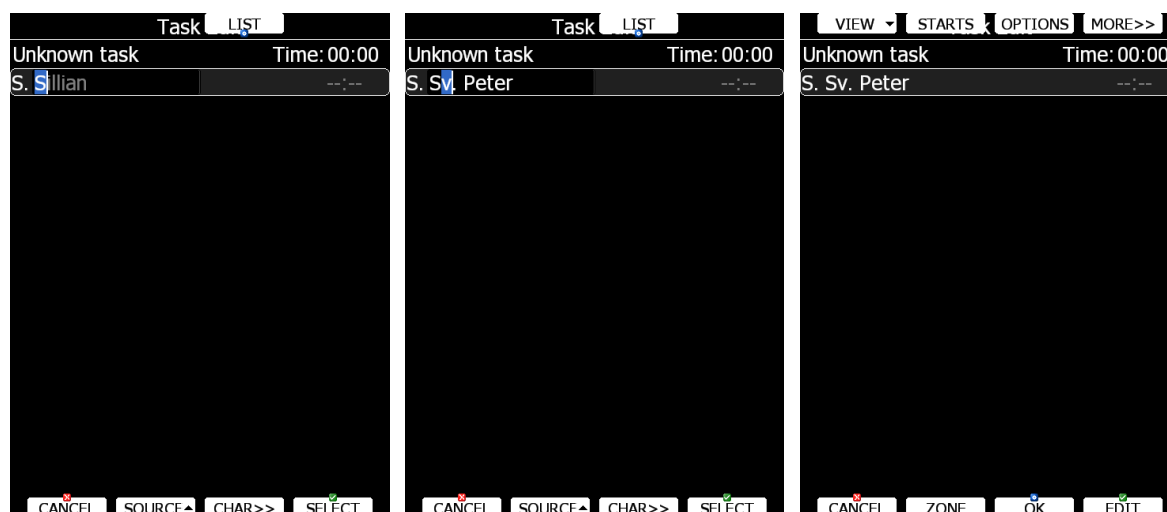 Task
LIST
Unknown task Time: 00:00
S. Sillian --:--
CANCEL SOURCE CHAR>> SELECT
Task
LIST
Unknown task Time: 00:00
S. Sv. Peter --:--
CANCEL SOURCE CHAR>> SELECT
VIEW STARTS OPTIONS MORE>>
Unknown task Time: 00:00
S. Sv. Peter --:--
CANCEL ZONE OK EDIT